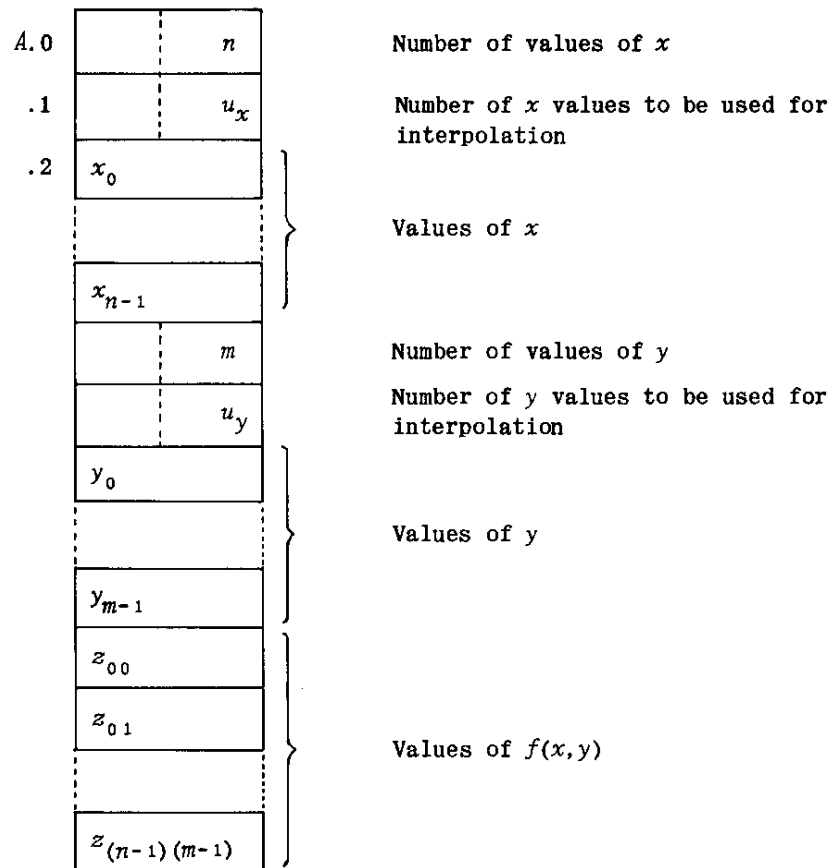 A.0 n Number of values of x
.1 u_x Number of x values to be used for
interpolation
.2 x_0
Values of x
x_{n-1}
m Number of values of y
u_y Number of y values to be used for
interpolation
y_0
Values of y
y_{m-1}
z_{00}
z_{01}
Values of f(x,y)
z_{(n-1)(m-1)}